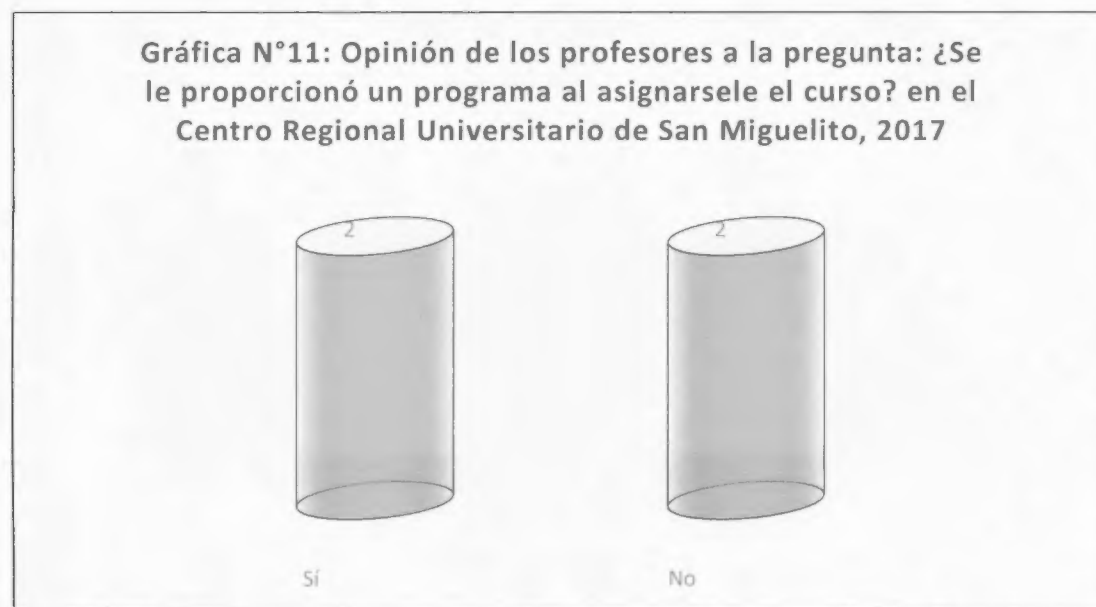 Gráfica N°11: Opinión de los profesores a la pregunta: ¿Se
le proporcionó un programa al asignarsele el curso? en el
Centro Regional Universitario de San Miguelito, 2017
2 2
Sí No